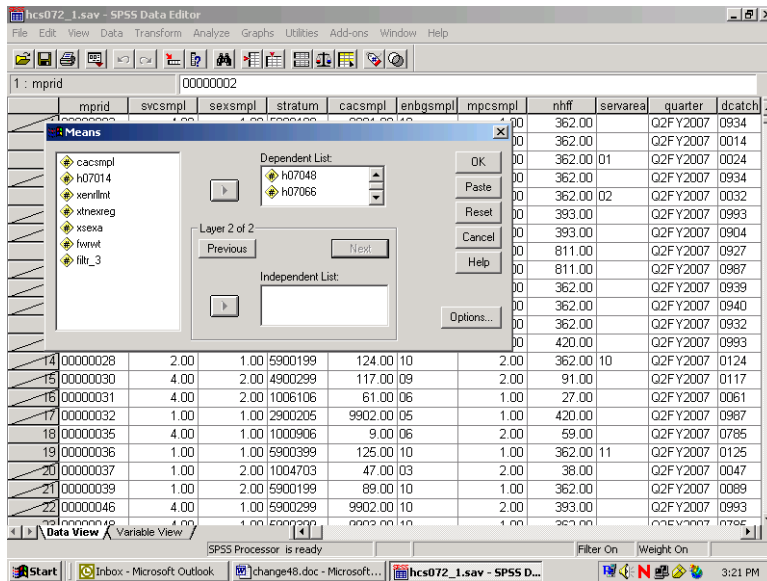 hcs072_1.sav - SPSS Data Editor
File Edit View Data Transform Analyze Graphs Utilities Add-ons Window Help
1 : mprid 00000002
mprid svcsmpl sexsmpl stratum cacsmpl enbgsmpl mpcsmpl nhff servarea quarter dcatch
362.00 Q2FY2007 0934
Means
362.00 Q2FY2007 0014
cacsmpl
h07014
xenrllmt
xtnexreg
xsexa
fwrwt
filtr_3
Dependent List:
h07048
h07066
Layer 2 of 2
Previous
Next
Independent List:
OK
Paste
Reset
Cancel
Help
Options...
362.00 01 Q2FY2007 0024
362.00 Q2FY2007 0934
362.00 02 Q2FY2007 0032
393.00 Q2FY2007 0993
393.00 Q2FY2007 0904
811.00 Q2FY2007 0927
811.00 Q2FY2007 0987
362.00 Q2FY2007 0939
362.00 Q2FY2007 0940
362.00 Q2FY2007 0932
420.00 Q2FY2007 0993
14 00000028 2.00 1.00 5900199 124.00 10 2.00 362.00 10 Q2FY2007 0124
15 00000030 4.00 2.00 4900299 117.00 09 2.00 91.00 Q2FY2007 0117
16 00000031 4.00 2.00 1006106 61.00 06 1.00 27.00 Q2FY2007 0061
17 00000032 1.00 1.00 2900205 9902.00 05 1.00 420.00 Q2FY2007 0987
18 00000035 4.00 1.00 1000906 9.00 06 2.00 59.00 Q2FY2007 0785
19 00000036 1.00 1.00 5900399 125.00 10 1.00 362.00 11 Q2FY2007 0125
20 00000037 1.00 2.00 1004703 47.00 03 2.00 38.00 Q2FY2007 0047
21 00000039 1.00 2.00 5900199 89.00 10 1.00 362.00 Q2FY2007 0089
22 00000046 4.00 1.00 5900299 9902.00 10 2.00 393.00 Q2FY2007 0993
Data View Variable View
SPSS Processor is ready Filter On Weight On
Start Inbox - Microsoft Outlook change48.doc - Microsoft... hcs072_1.sav - SPSS D... 3:21 PM